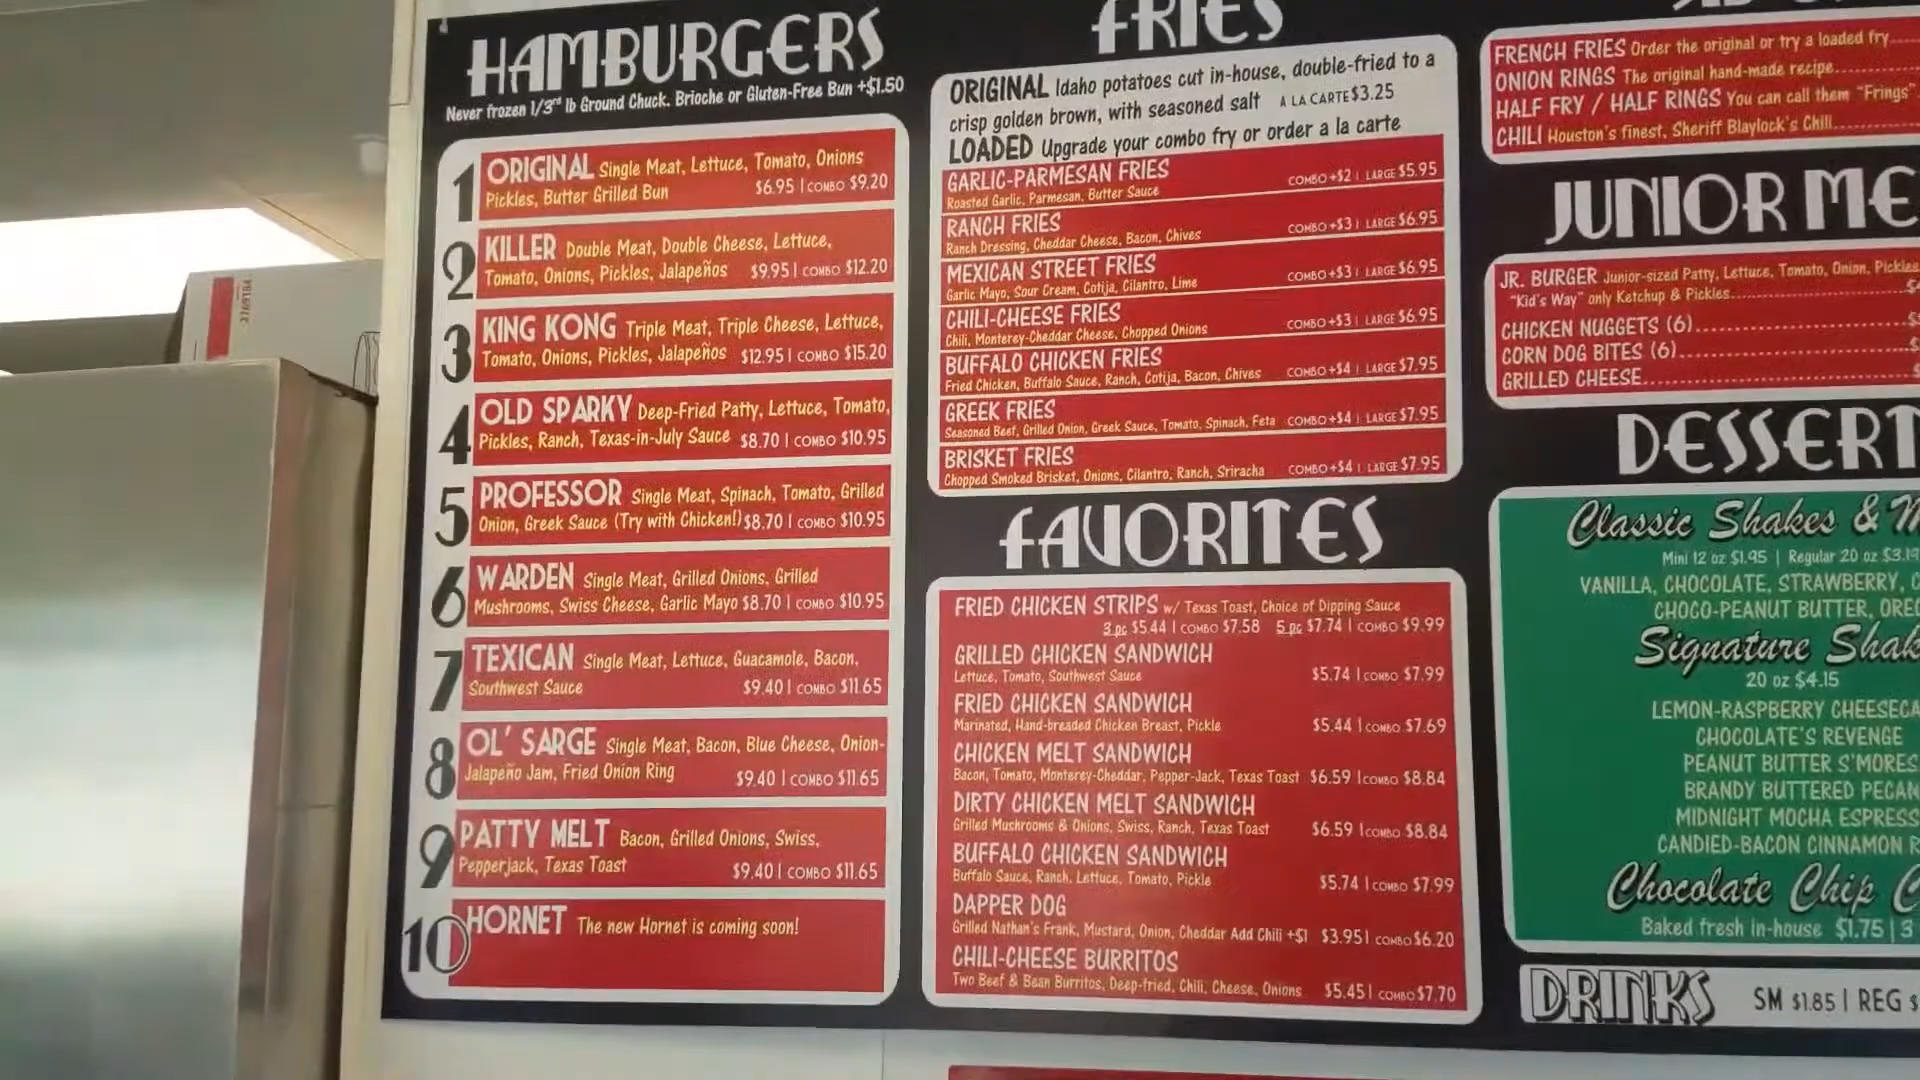 HAMBURGERS
Never frozen 1/3rd lb Ground Chuck. Brioche or Gluten-Free Bun +$1.50
1 ORIGINAL Single Meat, Lettuce, Tomato, Onions
Pickles, Butter Grilled Bun $6.95 | COMBO $9.20
2 KILLER Double Meat, Double Cheese, Lettuce,
Tomato, Onions, Pickles, Jalapeños $9.95 | COMBO $12.20
3 KING KONG Triple Meat, Triple Cheese, Lettuce,
Tomato, Onions, Pickles, Jalapeños $12.95 | COMBO $15.20
4 OLD SPARKY Deep-Fried Patty, Lettuce, Tomato,
Pickles, Ranch, Texas-in-July Sauce $8.70 | COMBO $10.95
5 PROFESSOR Single Meat, Spinach, Tomato, Grilled
Onion, Greek Sauce (Try with Chicken!) $8.70 | COMBO $10.95
6 WARDEN Single Meat, Grilled Onions, Grilled
Mushrooms, Swiss Cheese, Garlic Mayo $8.70 | COMBO $10.95
7 TEXICAN Single Meat, Lettuce, Guacamole, Bacon,
Southwest Sauce $9.40 | COMBO $11.65
8 OL' SARGE Single Meat, Bacon, Blue Cheese, Onion-
Jalapeño Jam, Fried Onion Ring $9.40 | COMBO $11.65
9 PATTY MELT Bacon, Grilled Onions, Swiss,
Pepperjack, Texas Toast $9.40 | COMBO $11.65
10 HORNET The new Hornet is coming soon!
FRIES
ORIGINAL Idaho potatoes cut in-house, double-fried to a
crisp golden brown, with seasoned salt A LA CARTE $3.25
LOADED Upgrade your combo fry or order a la carte
GARLIC-PARMESAN FRIES COMBO +$2 | LARGE $5.95
Roasted Garlic, Parmesan, Butter Sauce
RANCH FRIES COMBO +$3 | LARGE $6.95
Ranch Dressing, Cheddar Cheese, Bacon, Chives
MEXICAN STREET FRIES COMBO +$3 | LARGE $6.95
Garlic Mayo, Sour Cream, Cotija, Cilantro, Lime
CHILI-CHEESE FRIES COMBO +$3 | LARGE $6.95
Chili, Monterey-Cheddar Cheese, Chopped Onions
BUFFALO CHICKEN FRIES COMBO +$4 | LARGE $7.95
Fried Chicken, Buffalo Sauce, Ranch, Cotija, Bacon, Chives
GREEK FRIES
Seasoned Beef, Grilled Onion, Greek Sauce, Tomato, Spinach, Feta COMBO +$4 | LARGE $7.95
BRISKET FRIES
Chopped Smoked Brisket, Onions, Cilantro, Ranch, Sriracha COMBO +$4 | LARGE $7.95
FAVORITES
FRIED CHICKEN STRIPS w/ Texas Toast, Choice of Dipping Sauce
3 pc $5.44 | COMBO $7.58 5 pc $7.74 | COMBO $9.99
GRILLED CHICKEN SANDWICH
Lettuce, Tomato, Southwest Sauce $5.74 | COMBO $7.99
FRIED CHICKEN SANDWICH
Marinated, Hand-breaded Chicken Breast, Pickle $5.44 | COMBO $7.69
CHICKEN MELT SANDWICH
Bacon, Tomato, Monterey-Cheddar, Pepper-Jack, Texas Toast $6.59 | COMBO $8.84
DIRTY CHICKEN MELT SANDWICH
Grilled Mushrooms & Onions, Swiss, Ranch, Texas Toast $6.59 | COMBO $8.84
BUFFALO CHICKEN SANDWICH
Buffalo Sauce, Ranch, Lettuce, Tomato, Pickle $5.74 | COMBO $7.99
DAPPER DOG
Grilled Nathan's Frank, Mustard, Onion, Cheddar Add Chili +$1 $3.95 | COMBO $6.20
CHILI-CHEESE BURRITOS
Two Beef & Bean Burritos, Deep-fried, Chili, Cheese, Onions $5.45 | COMBO $7.70
FRENCH FRIES Order the original or try a loaded fry
ONION RINGS The original hand-made recipe
HALF FRY / HALF RINGS You can call them "Frings"
CHILI Houston's finest, Sheriff Blaylock's Chili
JUNIOR ME
JR. BURGER Junior-sized Patty, Lettuce, Tomato, Onion, Pickles
"Kid's Way" only Ketchup & Pickles
CHICKEN NUGGETS (6)
CORN DOG BITES (6)
GRILLED CHEESE
DESSERT
Classic Shakes & M
Mini 12 oz $1.95 | Regular 20 oz $3.19
VANILLA, CHOCOLATE, STRAWBERRY, C
CHOCO-PEANUT BUTTER, OREO
Signature Shak
20 oz $4.15
LEMON-RASPBERRY CHEESECA
CHOCOLATE'S REVENGE
PEANUT BUTTER S'MORES
BRANDY BUTTERED PECAN
MIDNIGHT MOCHA ESPRESS
CANDIED-BACON CINNAMON R
Chocolate Chip C
Baked fresh in-house $1.75 | 3
DRINKS SM $1.85 | REG $